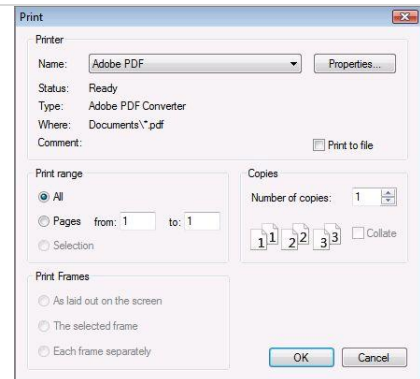 Print
Printer
Name: Adobe PDF Properties...
Status: Ready
Type: Adobe PDF Converter
Where: Documents\*.pdf
Comment: Print to file
Print range
All
Pages from: 1 to: 1
Selection
Copies
Number of copies: 1
1 1 2 2 3 3 Collate
Print Frames
As laid out on the screen
The selected frame
Each frame separately
OK Cancel